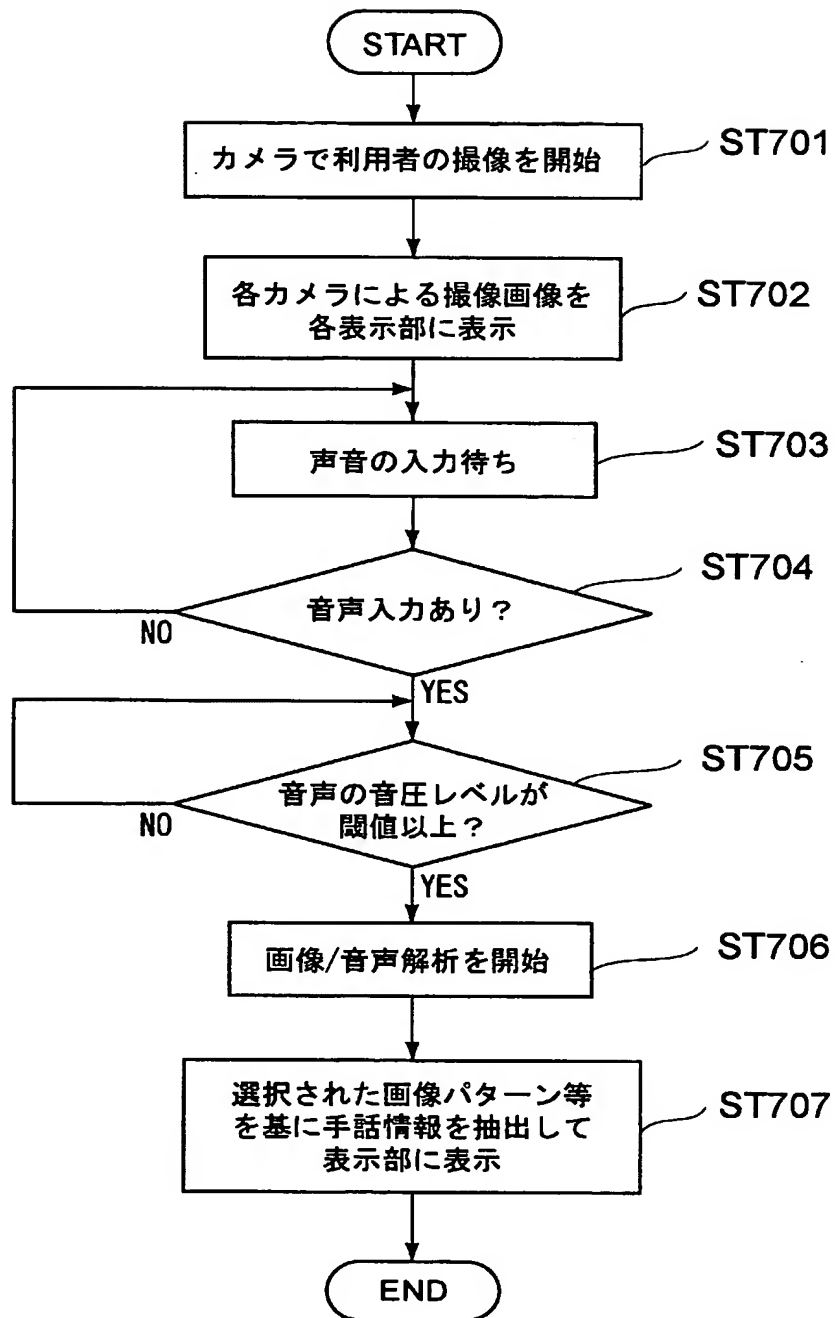 START
カメラで利用者の撮像を開始
ST701
各カメラによる撮像画像を
各表示部に表示
ST702
声音の入力待ち
ST703
音声入力あり？
ST704
NO
YES
音声の音圧レベルが
閾値以上？
ST705
NO
YES
画像/音声解析を開始
ST706
選択された画像パターン等
を基に手話情報を抽出して
表示部に表示
ST707
END